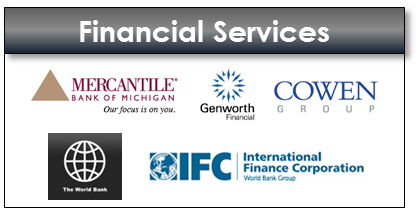 Financial Services
MERCANTILE®
BANK OF MICHIGAN
Our focus is on you.
Genworth
Financial
COWEN
GROUP
The World Bank
IFC
International
Finance Corporation
World Bank Group